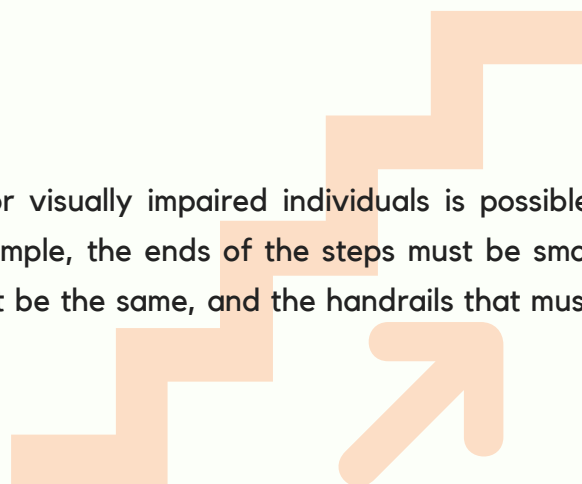 or visually impaired individuals is possible
mple, the ends of the steps must be smo
t be the same, and the handrails that mus